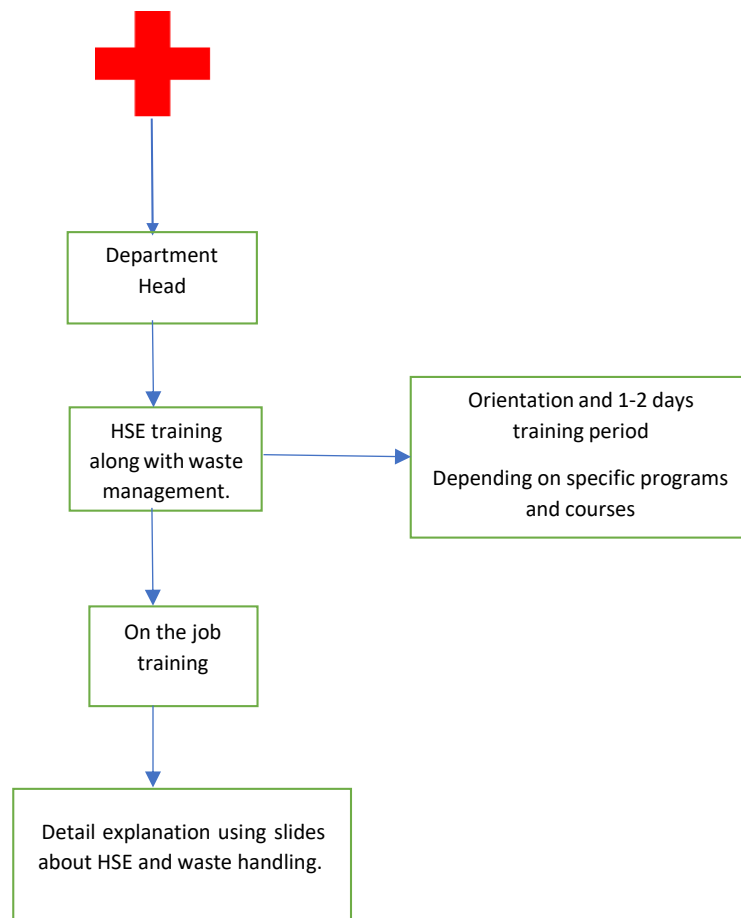 Department
Head
HSE training
along with waste
management.
Orientation and 1-2 days
training period
Depending on specific programs
and courses
On the job
training
Detail explanation using slides
about HSE and waste handling.